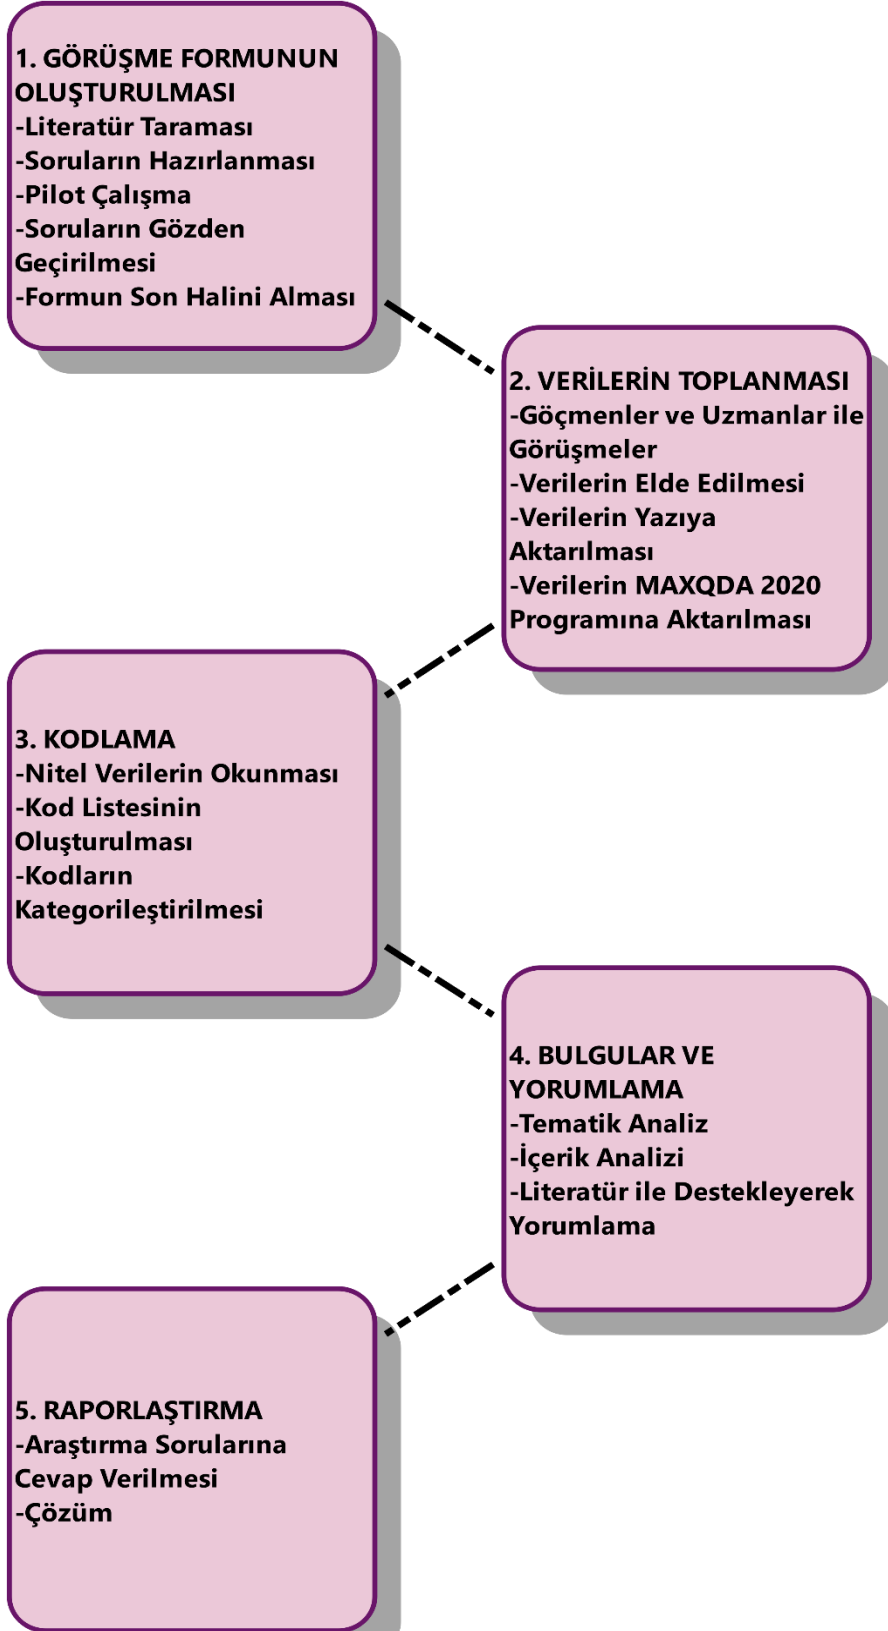 1. GÖRÜŞME FORMUNUN
OLUŞTURULMASI
-Literatür Taraması
-Soruların Hazırlanması
-Pilot Çalışma
-Soruların Gözden
Geçirilmesi
-Formun Son Halini Alması
2. VERİLERİN TOPLANMASI
-Göçmenler ve Uzmanlar ile
Görüşmeler
-Verilerin Elde Edilmesi
-Verilerin Yazıya
Aktarılması
-Verilerin MAXQDA 2020
Programına Aktarılması
3. KODLAMA
-Nitel Verilerin Okunması
-Kod Listesinin
Oluşturulması
-Kodların
Kategorileştirilmesi
4. BULGULAR VE
YORUMLAMA
-Tematik Analiz
-İçerik Analizi
-Literatür ile Destekleyerek
Yorumlama
5. RAPORLAŞTIRMA
-Araştırma Sorularına
Cevap Verilmesi
-Çözüm